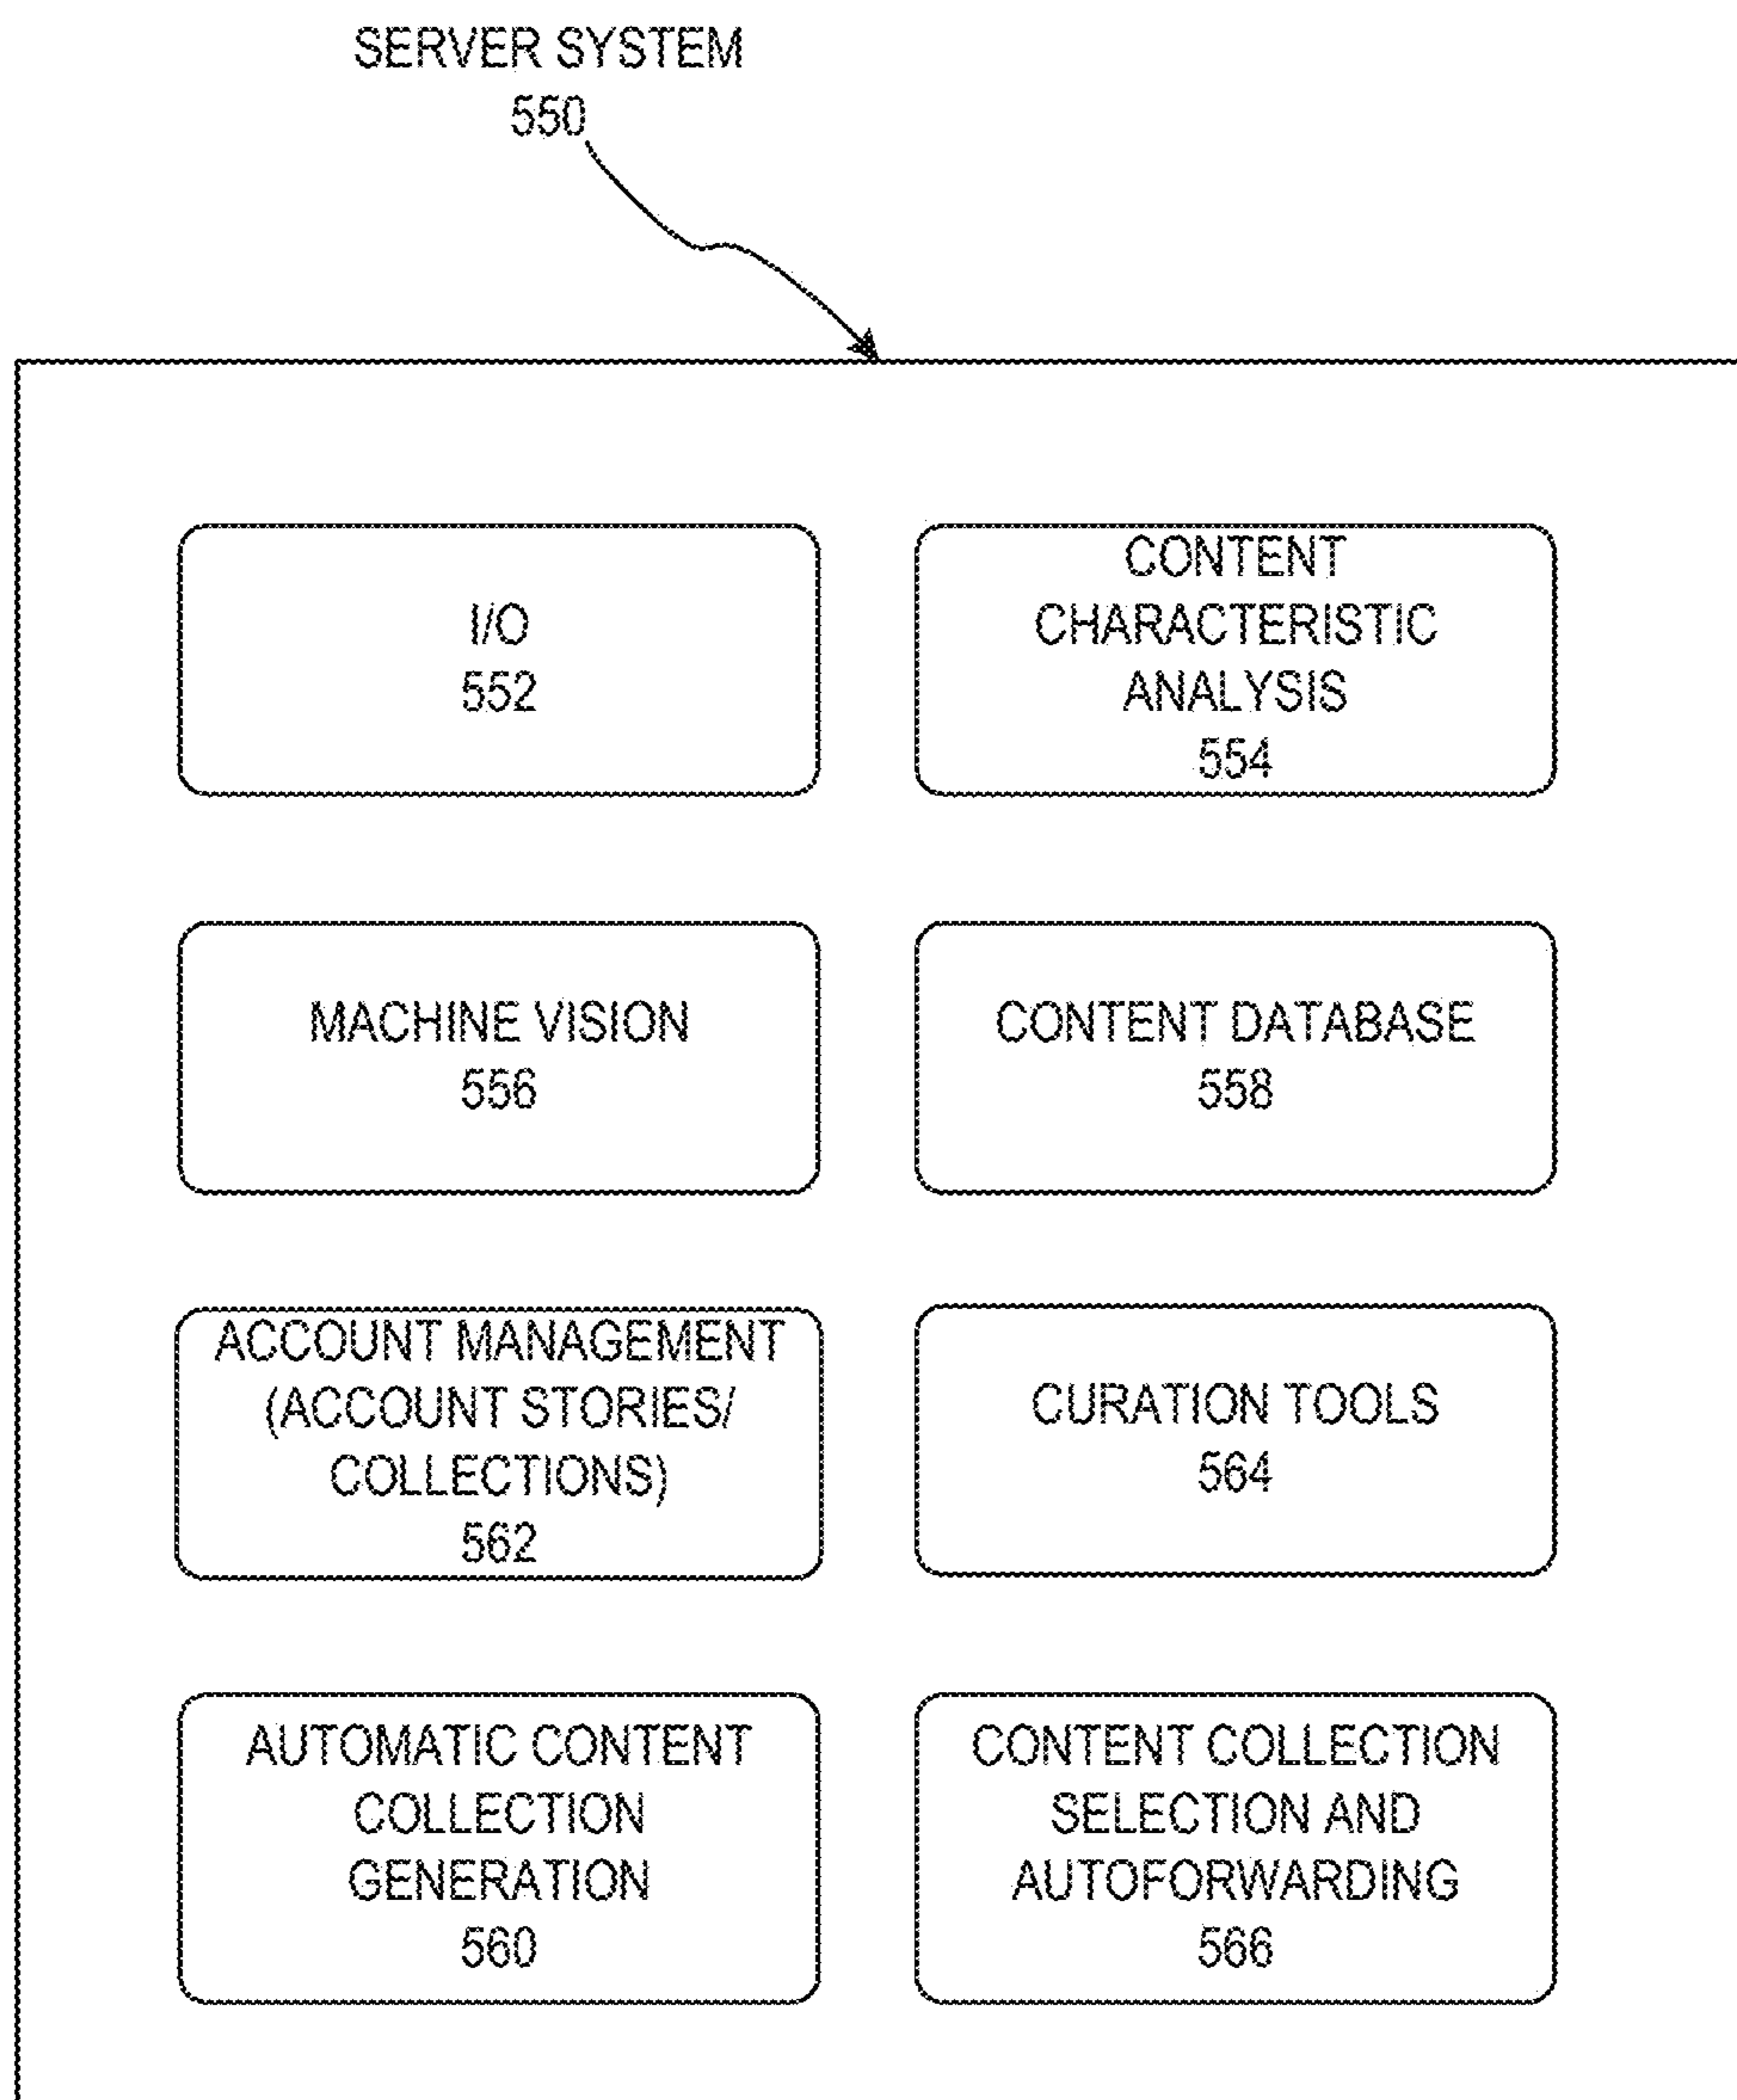 SERVER SYSTEM
550
I/O
552
CONTENT
CHARACTERISTIC
ANALYSIS
554
MACHINE VISION
556
CONTENT DATABASE
558
ACCOUNT MANAGEMENT
(ACCOUNT STORIES/
COLLECTIONS)
562
CURATION TOOLS
564
AUTOMATIC CONTENT
COLLECTION
GENERATION
560
CONTENT COLLECTION
SELECTION AND
AUTOFORWARDING
566